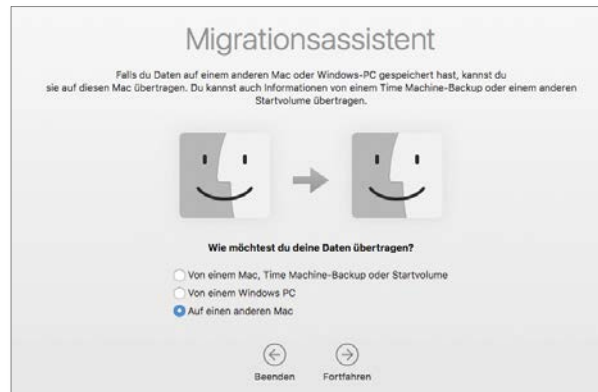 Migrationsassistent
Falls du Daten auf einem anderen Mac oder Windows-PC gespeichert hast, kannst du
sie auf diesen Mac übertragen. Du kannst auch Informationen von einem Time Machine-Backup oder einem anderen
Startvolume übertragen.
Wie möchtest du deine Daten übertragen?
Von einem Mac, Time Machine-Backup oder Startvolume
Von einem Windows PC
Auf einen anderen Mac
Beenden Fortfahren